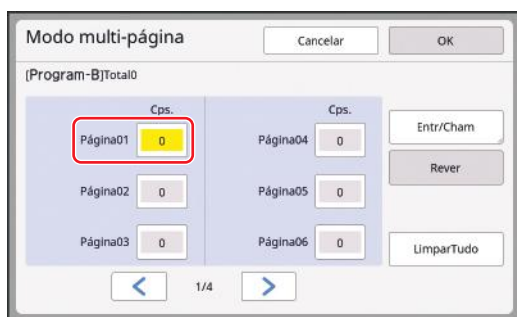 Modo multi-página
Cancelar
OK
[Program-B]Total0
Cps.
Cps.
Página01 0
Página04 0
Entr/Cham
Página02 0
Página05 0
Rever
Página03 0
Página06 0
LimparTudo
1/4